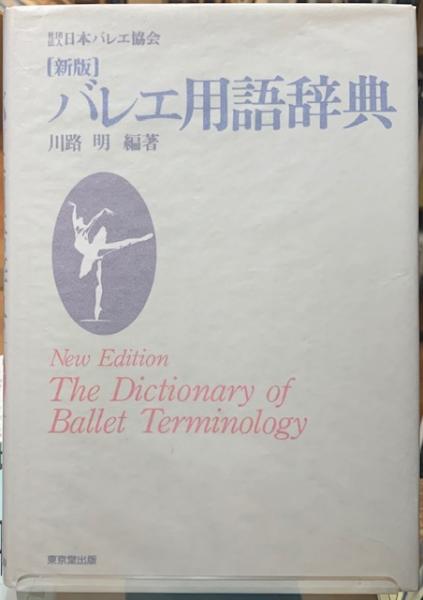 社団法人日本バレエ協会
[新版]
バレエ用語辞典
川路 明 編著
New Edition
The Dictionary of
Ballet Terminology
東京堂出版